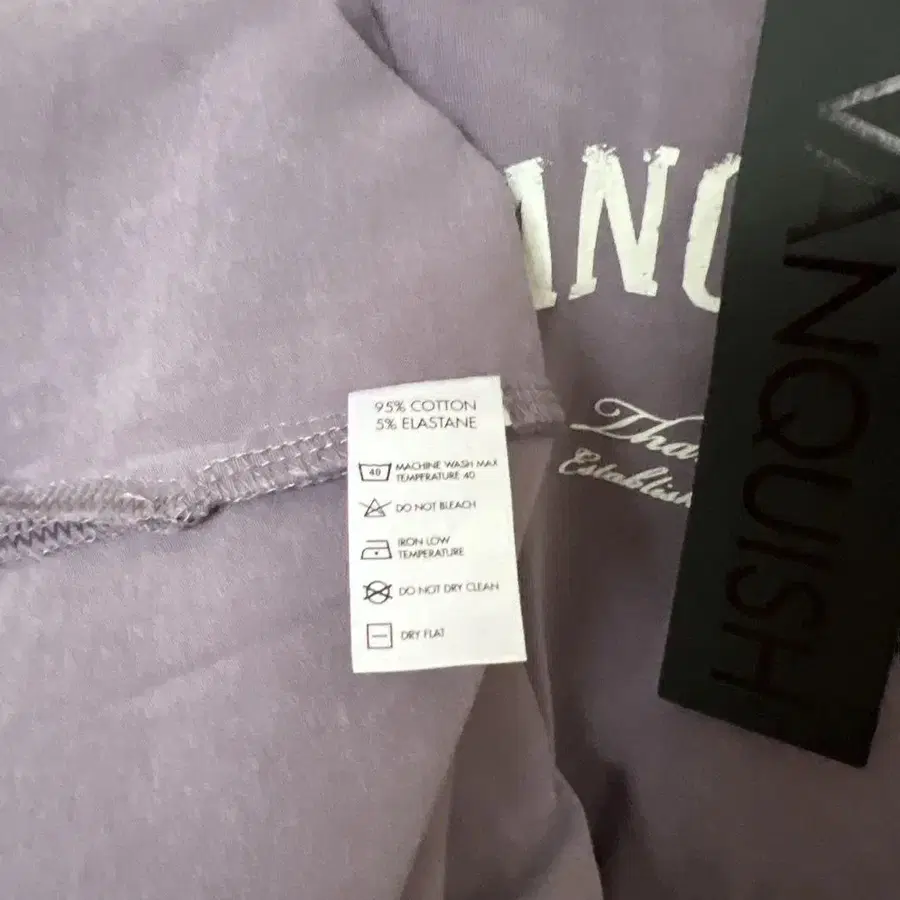 95% COTTON
5% ELASTANE
40
MACHINE WASH MAX
TEMPERATURE 40
DO NOT BLEACH
IRON LOW
TEMPERATURE
DO NOT DRY CLEAN
DRY FLAT
VANQUISH